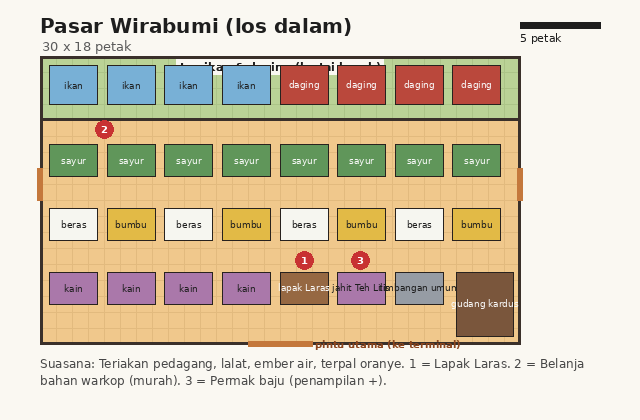 Pasar Wirabumi (los dalam)
30 x 18 petak
5 petak
ikan ikan ikan ikan daging daging daging daging
2
sayur sayur sayur sayur sayur sayur sayur sayur
beras bumbu beras bumbu beras bumbu beras bumbu
1 3
kain kain kain kain lapak Laras jahit Teh Lilis timbangan umum gudang kardus
pintu utama (ke terminal)
Suasana: Teriakan pedagang, lalat, ember air, terpal oranye. 1 = Lapak Laras. 2 = Belanja
bahan warkop (murah). 3 = Permak baju (penampilan +).